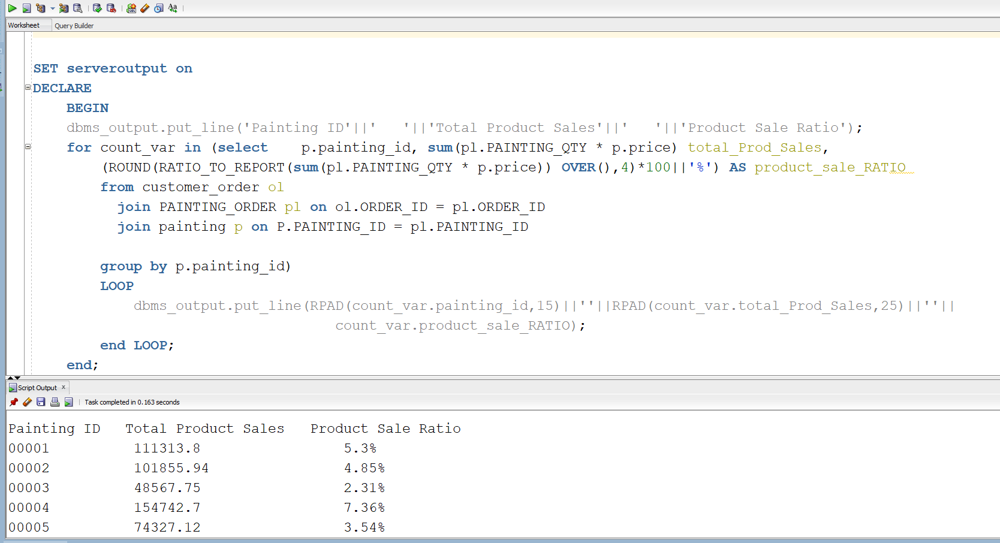 Aa
Worksheet Query Builder
SET serveroutput on
DECLARE
BEGIN
dbms_output.put_line('Painting ID'||'   '||'Total Product Sales'||'   '||'Product Sale Ratio');
for count_var in (select    p.painting_id, sum(pl.PAINTING_QTY * p.price) total_Prod_Sales,
(ROUND(RATIO_TO_REPORT(sum(pl.PAINTING_QTY * p.price)) OVER(),4)*100||'%') AS product_sale_RATIO
from customer_order ol
join PAINTING_ORDER pl on ol.ORDER_ID = pl.ORDER_ID
join painting p on P.PAINTING_ID = pl.PAINTING_ID
group by p.painting_id)
LOOP
dbms_output.put_line(RPAD(count_var.painting_id,15)||''||RPAD(count_var.total_Prod_Sales,25)||''||
count_var.product_sale_RATIO);
end LOOP;
end;
Script Output x
Task completed in 0.163 seconds
Painting ID   Total Product Sales   Product Sale Ratio
00001          111313.8                 5.3%
00002          101855.94                4.85%
00003          48567.75                 2.31%
00004          154742.7                 7.36%
00005          74327.12                 3.54%